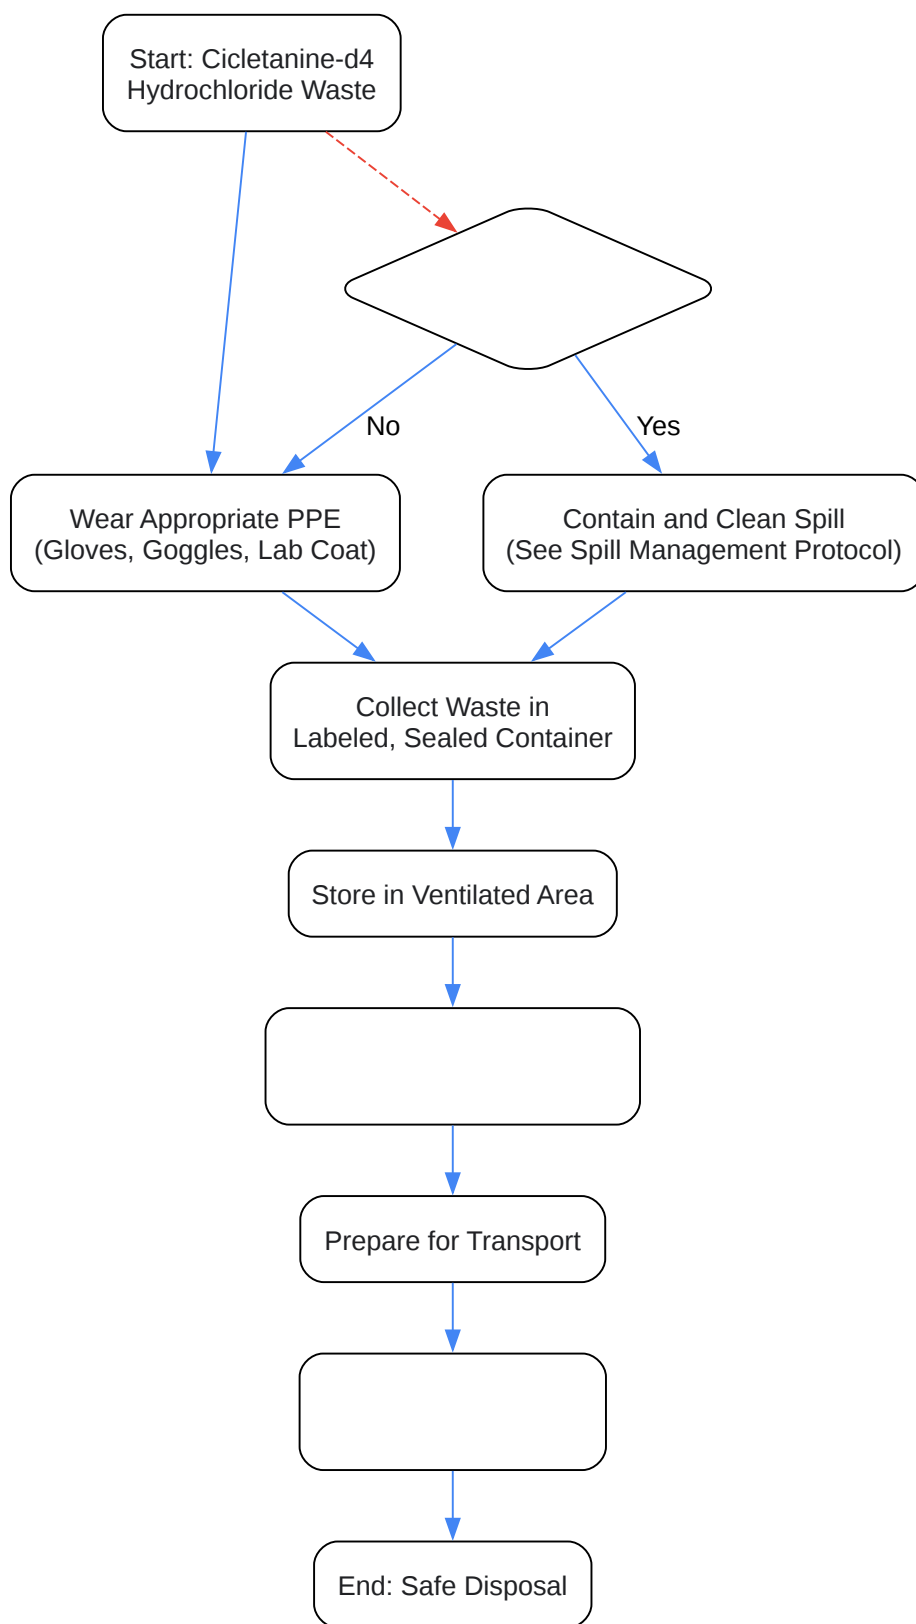 Start: Cicletanine-d4
Hydrochloride Waste
No
Yes
Wear Appropriate PPE
(Gloves, Goggles, Lab Coat)
Contain and Clean Spill
(See Spill Management Protocol)
Collect Waste in
Labeled, Sealed Container
Store in Ventilated Area
Prepare for Transport
End: Safe Disposal